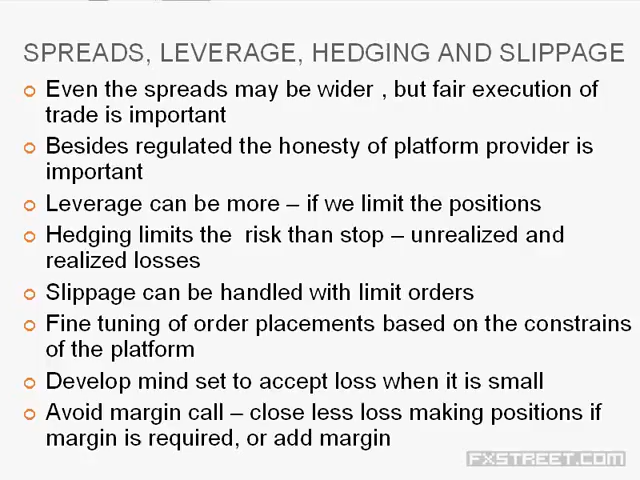 SPREADS, LEVERAGE, HEDGING AND SLIPPAGE
Even the spreads may be wider , but fair execution of
trade is important
Besides regulated the honesty of platform provider is
important
Leverage can be more – if we limit the positions
Hedging limits the  risk than stop – unrealized and
realized losses
Slippage can be handled with limit orders
Fine tuning of order placements based on the constrains
of the platform
Develop mind set to accept loss when it is small
Avoid margin call – close less loss making positions if
margin is required, or add margin
FXSTREET.COM